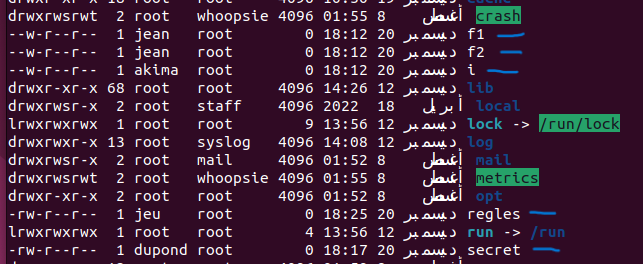 drwxrwsrwt 2 root whoopsie 4096 01:55 8 أغسطس crash
--w-r--r-- 1 jean root 0 18:12 20 ديسمبر f1
--w-r--r-- 1 jean root 0 18:12 20 ديسمبر f2
--w-r--r-- 1 akima root 0 18:12 20 ديسمبر i
drwxr-xr-x 68 root root 4096 14:26 12 ديسمبر lib
drwxrwsr-x 2 root staff 4096 2022 18 أبريل local
lrwxrwxrwx 1 root root 9 13:56 12 ديسمبر lock -> /run/lock
drwxrwxr-x 13 root syslog 4096 14:08 12 ديسمبر log
drwxrwsr-x 2 root mail 4096 01:52 8 أغسطس mail
drwxrwsrwt 2 root whoopsie 4096 01:55 8 أغسطس metrics
drwxr-xr-x 2 root root 4096 01:52 8 أغسطس opt
-rw-r--r-- 1 jeu root 0 18:25 20 ديسمبر regles
lrwxrwxrwx 1 root root 4 13:56 12 ديسمبر run -> /run
-rw-r--r-- 1 dupond root 0 18:17 20 ديسمبر secret